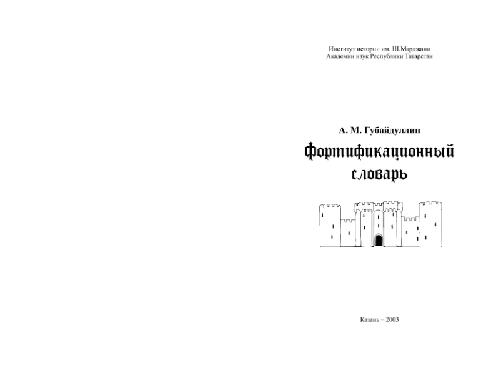 Институт истории им. Ш.Марджани
Академии наук Республики Татарстан
А. М. Губайдуллин
Фортификационный
словарь
Казань – 2003